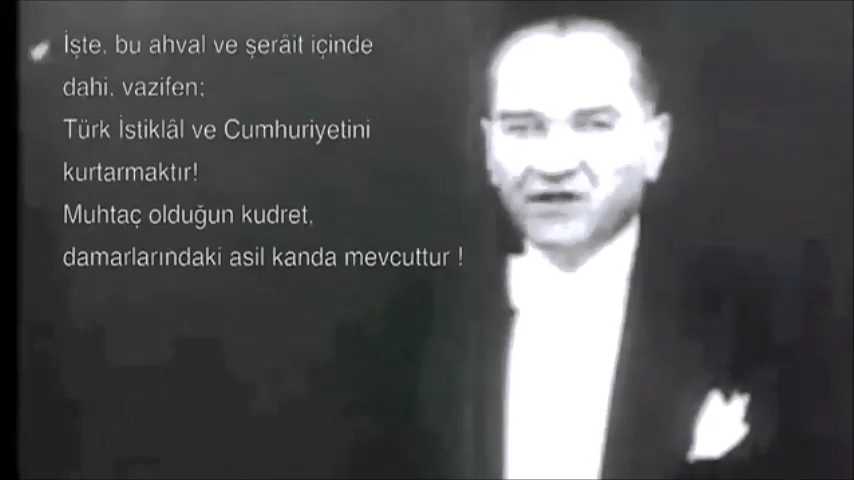 İşte, bu ahval ve şerâit içinde
dahi, vazifen;
Türk İstiklâl ve Cumhuriyetini
kurtarmaktır!
Muhtaç olduğun kudret,
damarlarındaki asil kanda mevcuttur !